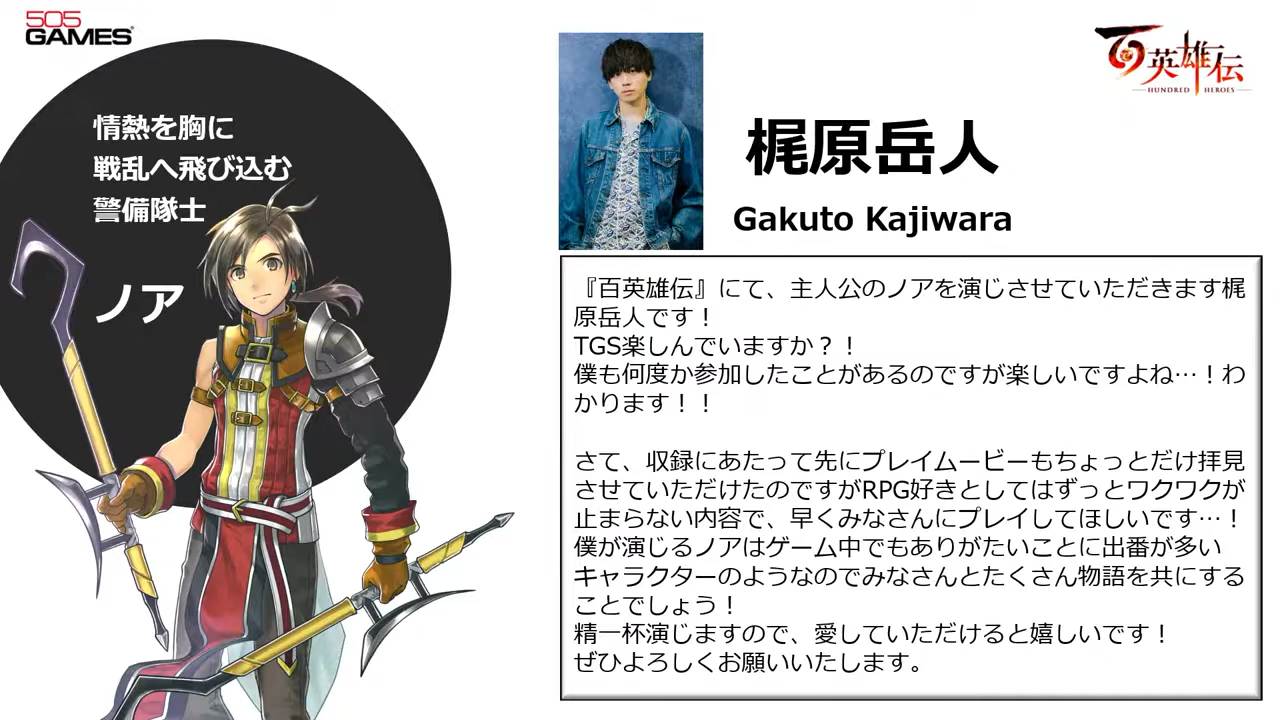 505
GAMES
百英雄伝
HUNDRED HEROES
情熱を胸に
戦乱へ飛び込む
警備隊士
ノア
梶原岳人
Gakuto Kajiwara
『百英雄伝』にて、主人公のノアを演じさせていただきます梶
原岳人です！
TGS楽しんでいますか？！
僕も何度か参加したことがあるのですが楽しいですよね…！わ
かります！！
さて、収録にあたって先にプレイムービーもちょっとだけ拝見
させていただけたのですがRPG好きとしてはずっとワクワクが
止まらない内容で、早くみなさんにプレイしてほしいです…！
僕が演じるノアはゲーム中でもありがたいことに出番が多い
キャラクターのようなのでみなさんとたくさん物語を共にする
ことでしょう！
精一杯演じますので、愛していただけると嬉しいです！
ぜひよろしくお願いいたします。